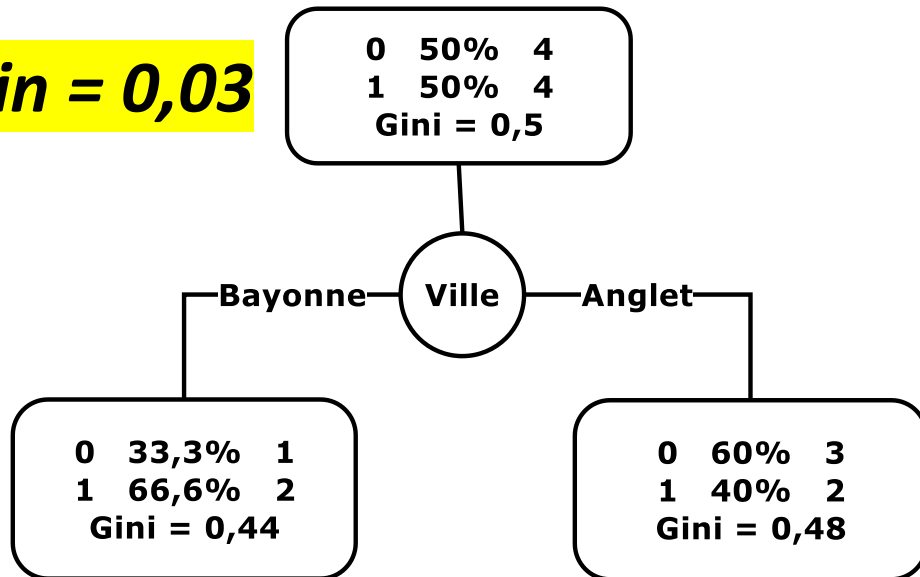 in = 0,03
0 50% 4
1 50% 4
Gini = 0,5
Bayonne Ville Anglet
0 33,3% 1
1 66,6% 2
Gini = 0,44
0 60% 3
1 40% 2
Gini = 0,48